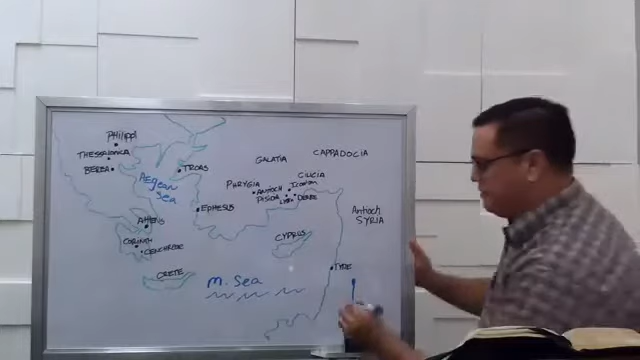 Philippi
THESSALONICA
BEREA
Aegean
Sea
TROAS
EPHESUS
CORINTH
CENCHREAE
CRETE
GALATIA
CAPPADOCIA
PHRYGIA
CILICIA
ANTIOCH
PISIDIA
Iconium
DERBE
Antioch
SYRIA
CYPRUS
TYRE
M. Sea